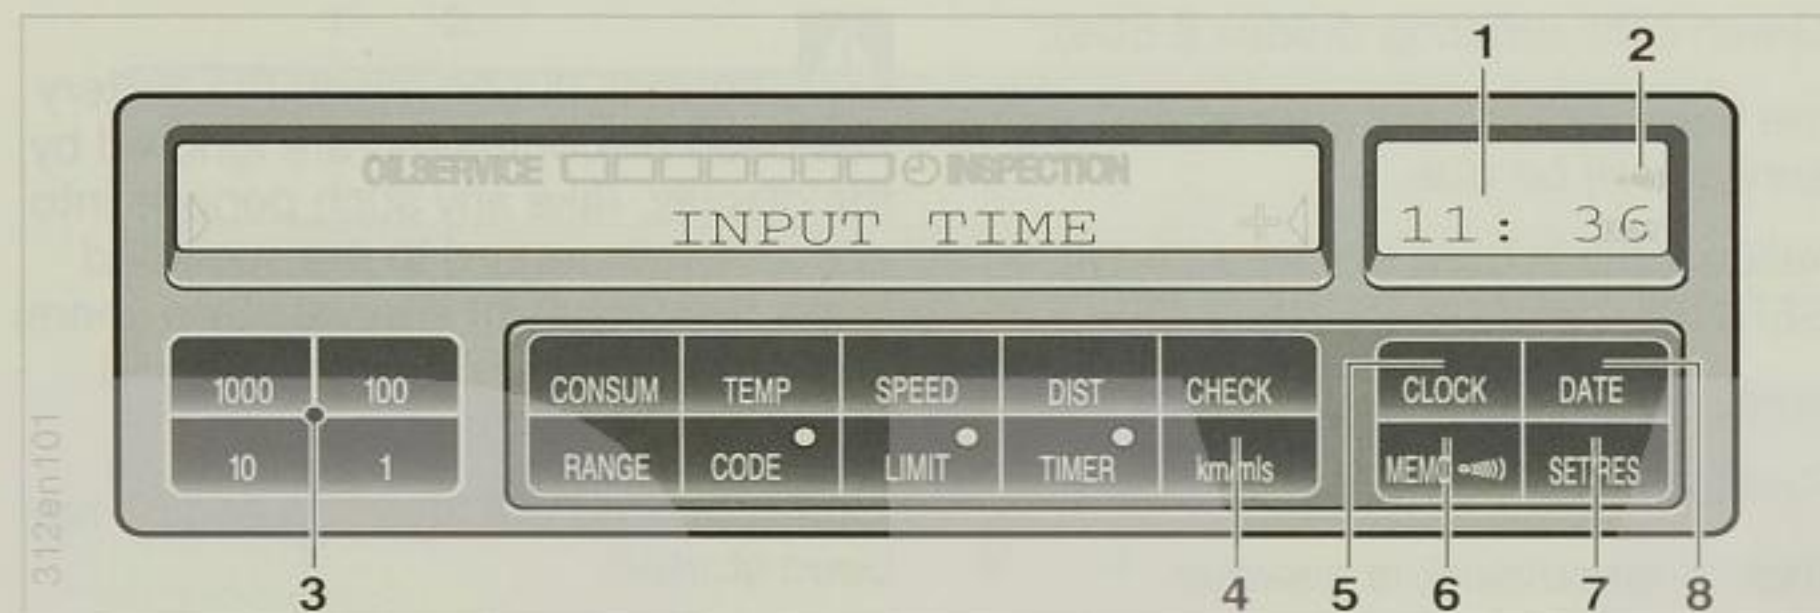 1 2
OILSERVICE INSPECTION
INPUT TIME
11: 36
1000 100
10 1
CONSUM TEMP SPEED DIST CHECK
RANGE CODE LIMIT TIMER km/mls
CLOCK DATE
MEMO SET/RES
312en101
3 4 5 6 7 8